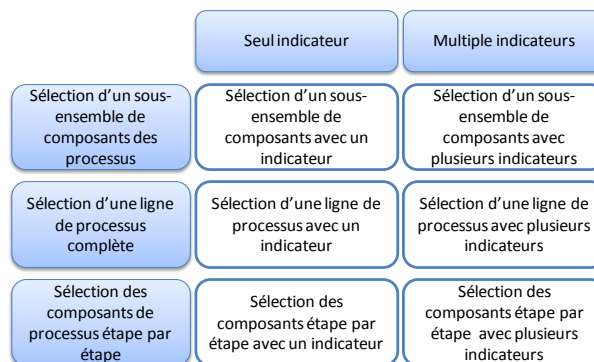 Seul indicateur
Multiple indicateurs
Sélection d'un sous-
ensemble de
composants des
processus
Sélection d'un sous-
ensemble de
composants avec un
indicateur
Sélection d'un sous-
ensemble de
composants avec
plusieurs indicateurs
Sélection d'une ligne
de processus
complète
Sélection d'une ligne de
processus avec un
indicateur
Sélection d'une ligne de
processus avec plusieurs
indicateurs
Sélection des
composants de
processus étape par
étape
Sélection des
composants étape par
étape avec un indicateur
Sélection des
composants étape par
étape avec plusieurs
indicateurs